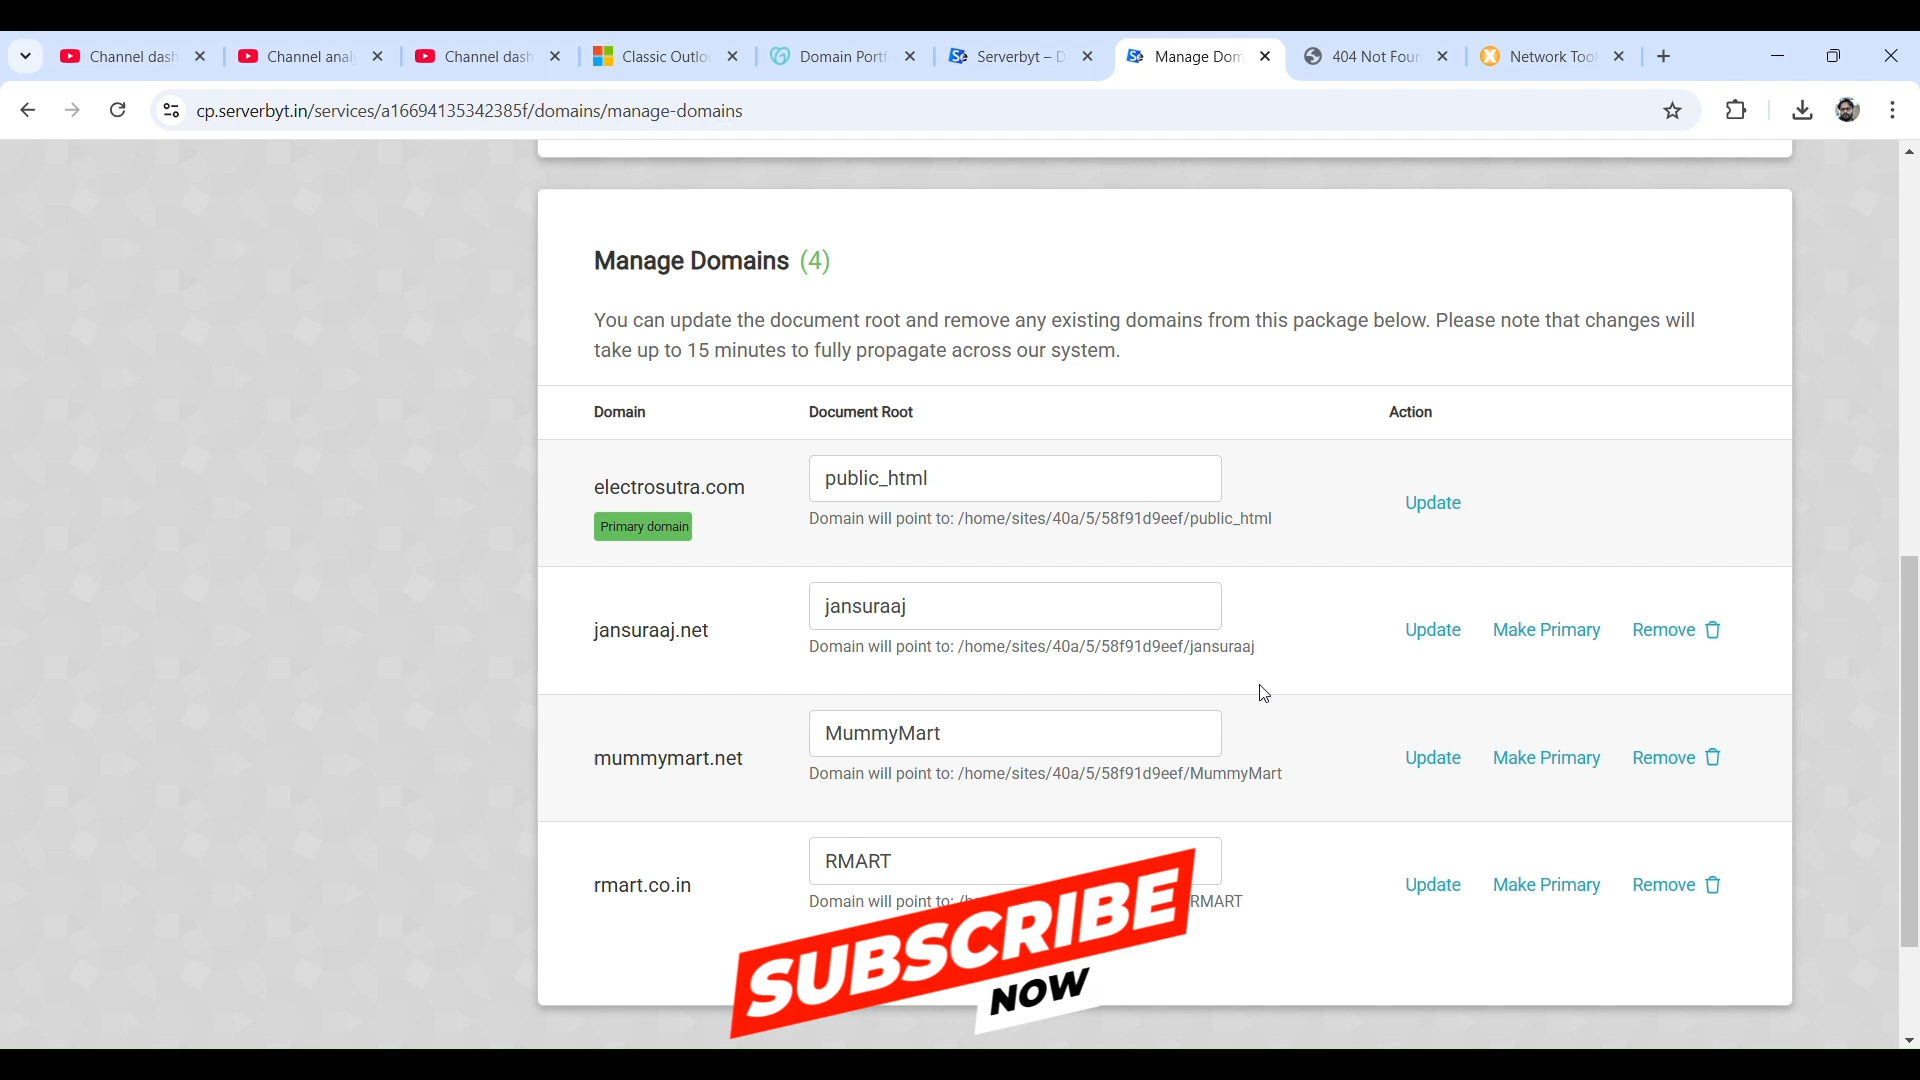 Channel dash
Channel anal
Channel dash
Classic Outlo
Domain Portf
Serverbyt – D
Manage Dom
404 Not Foun
Network Tool
cp.serverbyt.in/services/a16694135342385f/domains/manage-domains
Manage Domains (4)
You can update the document root and remove any existing domains from this package below. Please note that changes will
take up to 15 minutes to fully propagate across our system.
Domain Document Root Action
electrosutra.com
Primary domain
public_html
Domain will point to: /home/sites/40a/5/58f91d9eef/public_html
Update
jansuraaj.net
jansuraaj
Domain will point to: /home/sites/40a/5/58f91d9eef/jansuraaj
Update Make Primary Remove
mummymart.net
MummyMart
Domain will point to: /home/sites/40a/5/58f91d9eef/MummyMart
Update Make Primary Remove
rmart.co.in
RMART
Domain will point to: RMART
Update Make Primary Remove
SUBSCRIBE
NOW